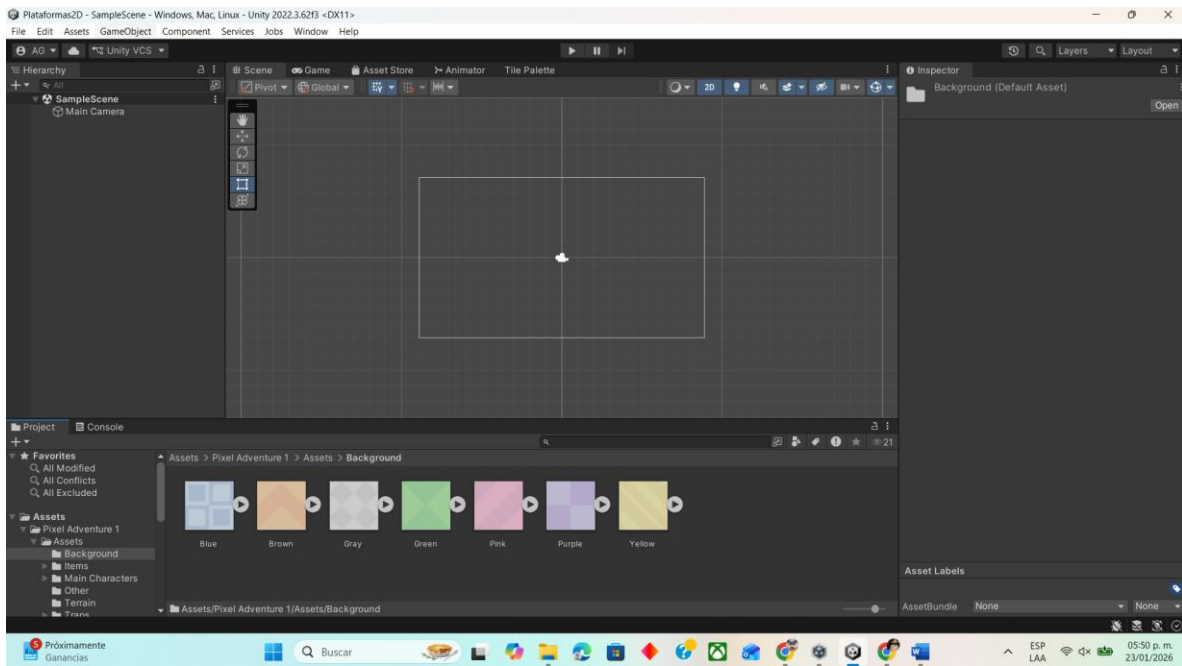 Plataformas2D - SampleScene - Windows, Mac, Linux - Unity 2022.3.62f3 <DX11>
File Edit Assets GameObject Component Services Jobs Window Help
AG Unity VCS Layers Layout
Hierarchy Scene Game Asset Store Animator Tile Palette Inspector
All Pivot Global 2D Background (Default Asset)
SampleScene
Open
Main Camera
Project Console
21
Favorites Assets > Pixel Adventure 1 > Assets > Background
All Modified
All Conflicts
All Excluded
Assets
Pixel Adventure 1
Assets Blue Brown Gray Green Pink Purple Yellow
Background
Items
Main Characters Asset Labels
Other
Terrain Assets/Pixel Adventure 1/Assets/Background AssetBundle None None
Traps
5 Próximamente Buscar ESP 05:50 p. m.
Ganancias LAA 23/01/2026